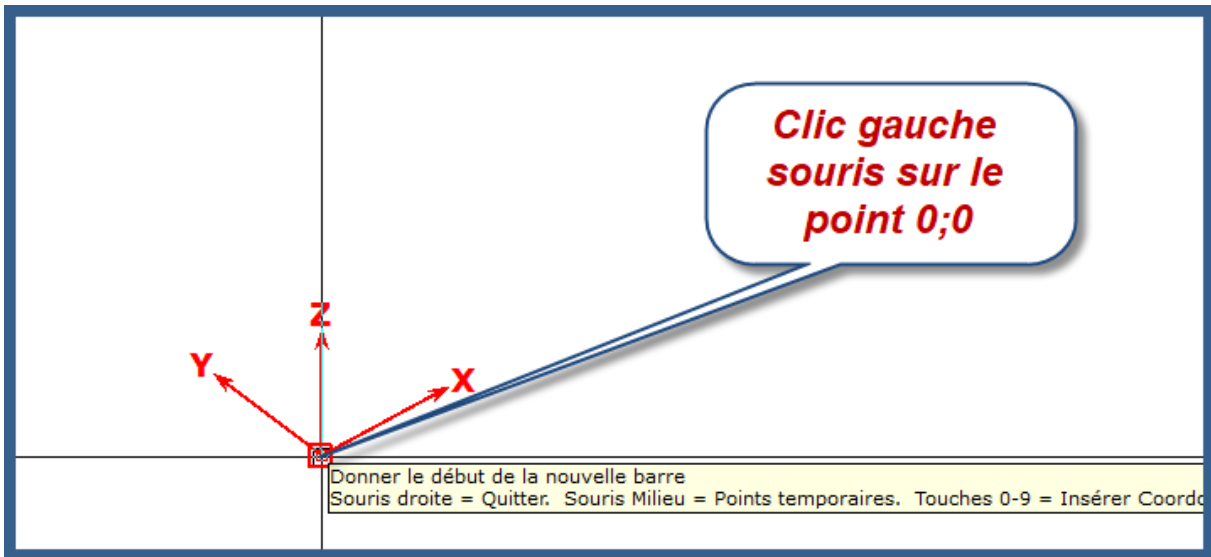 Clic gauche
souris sur le
point 0;0
Z
Y
X
Donner le début de la nouvelle barre
Souris droite = Quitter.  Souris Milieu = Points temporaires.  Touches 0-9 = Insérer Coordo